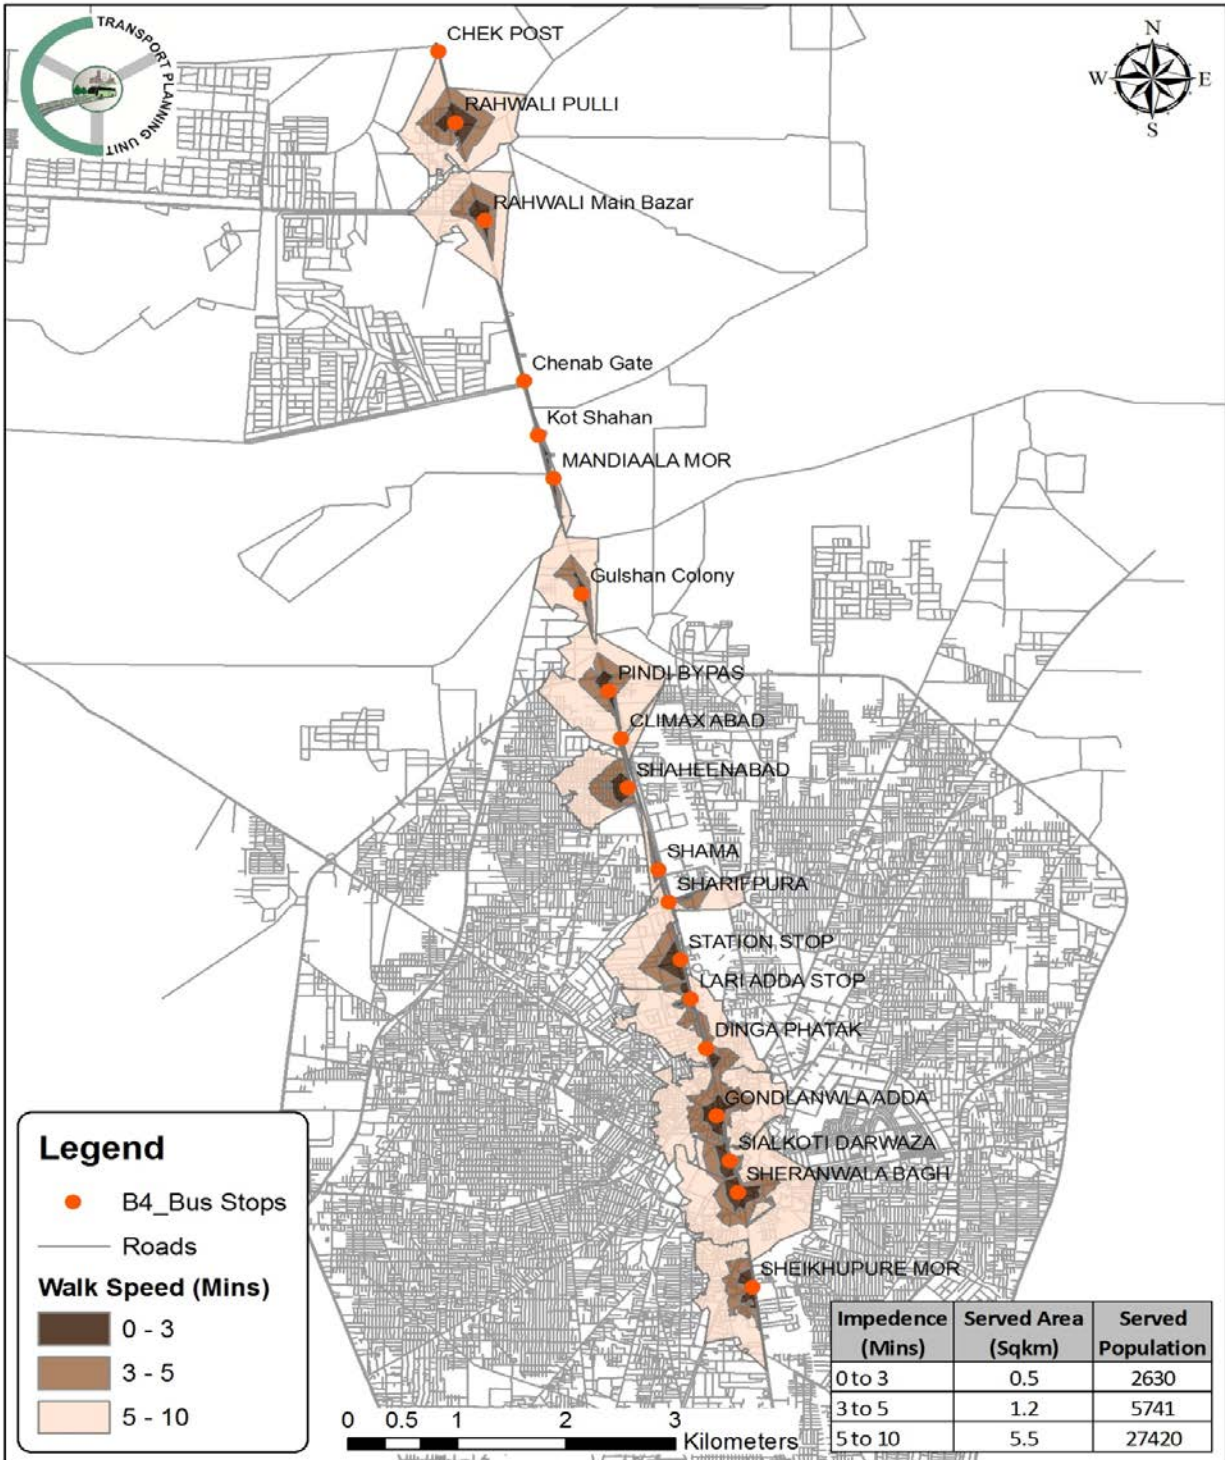 TRANSPORT PLANNING UNIT
N
W E
S
CHEK POST
RAHWALI PULLI
RAHWALI Main Bazar
Chenab Gate
Kot Shahan
MANDIAALA MOR
Gulshan Colony
PINDI BYPAS
CLIMAX ABAD
SHAHEENABAD
SHAMA
SHARIFPURA
STATION STOP
LARI ADDA STOP
DINGA PHATAK
GONDLANWLA ADDA
SIALKOTI DARWAZA
SHERANWALA BAGH
SHEIKHUPURE MOR
Legend
B4_Bus Stops
Roads
Walk Speed (Mins)
0 - 3
3 - 5
5 - 10
0 0.5 1 2 3
Kilometers
Impedence (Mins) Served Area (Sqkm) Served Population
0 to 3 0.5 2630
3 to 5 1.2 5741
5 to 10 5.5 27420